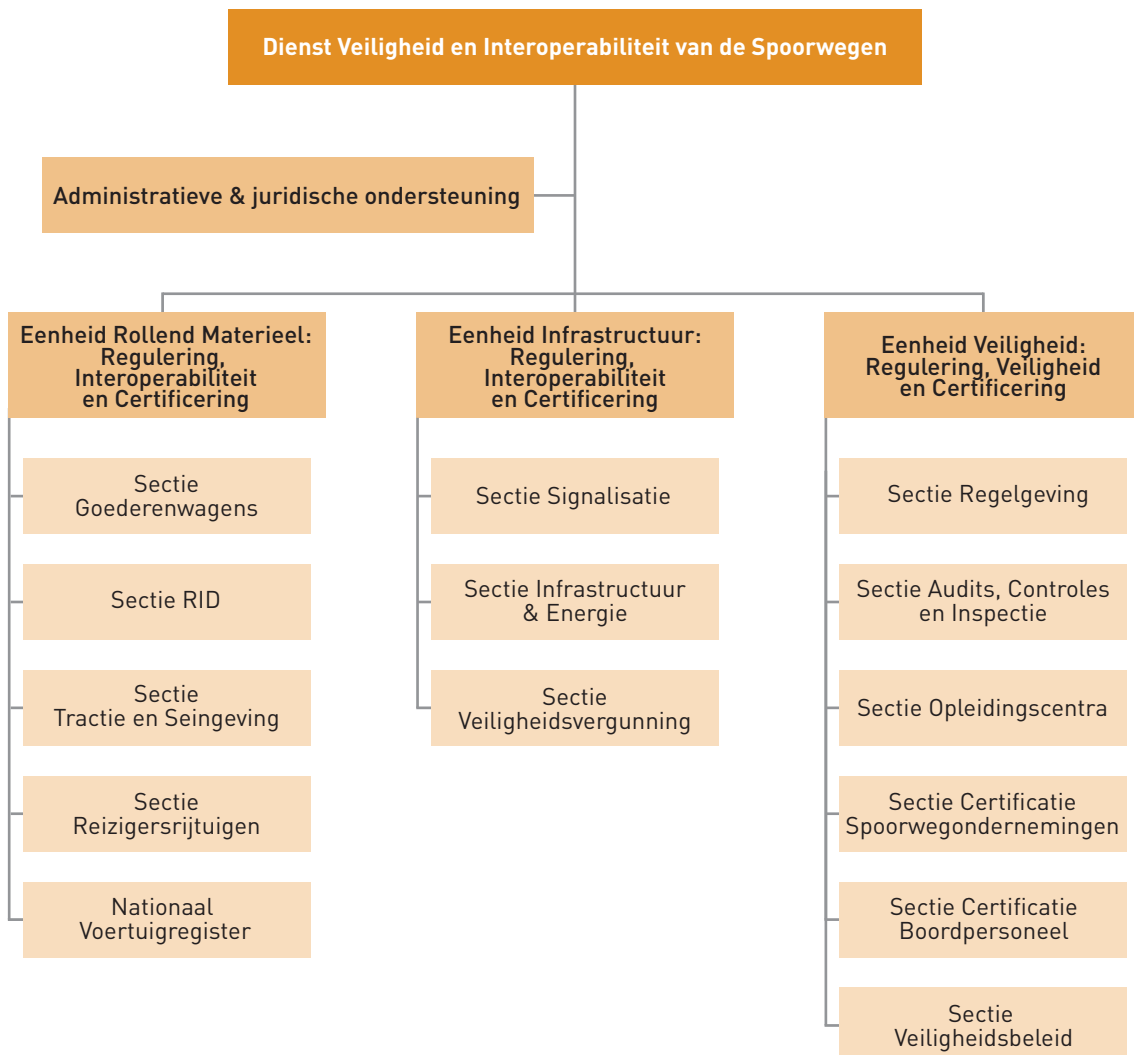 Dienst Veiligheid en Interoperabiliteit van de Spoorwegen
Administratieve & juridische ondersteuning
Eenheid Rollend Materieel:
Regulering,
Interoperabiliteit
en Certificering
Sectie
Goederenwagens
Sectie RID
Sectie
Tractie en Seingeving
Sectie
Reizigersrijtuigen
Nationaal
Voertuigregister
Eenheid Infrastructuur:
Regulering,
Interoperabiliteit
en Certificering
Sectie Signalisatie
Sectie Infrastructuur
& Energie
Sectie
Veiligheidsvergunning
Eenheid Veiligheid:
Regulering, Veiligheid
en Certificering
Sectie Regelgeving
Sectie Audits, Controles
en Inspectie
Sectie Opleidingscentra
Sectie Certificatie
Spoorwegondernemingen
Sectie Certificatie
Boordpersoneel
Sectie
Veiligheidsbeleid